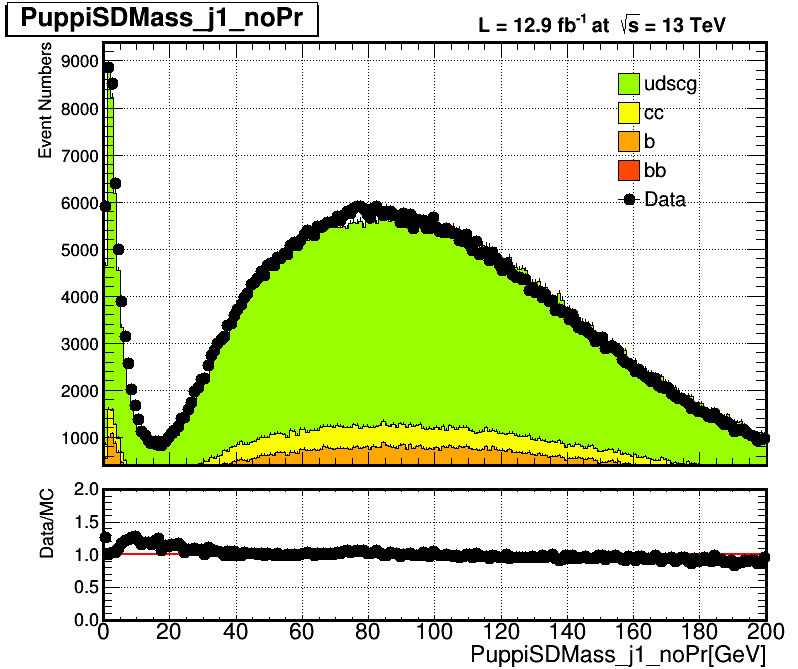 PuppiSDMass_j1_noPr
L = 12.9 fb-1 at √s = 13 TeV
Event Numbers
9000
8000
7000
6000
5000
4000
3000
2000
1000
udscg
cc
b
bb
Data
Data/MC
2.0
1.5
1.0
0.5
0.0
0 20 40 60 80 100 120 140 160 180 200
PuppiSDMass_j1_noPr[GeV]